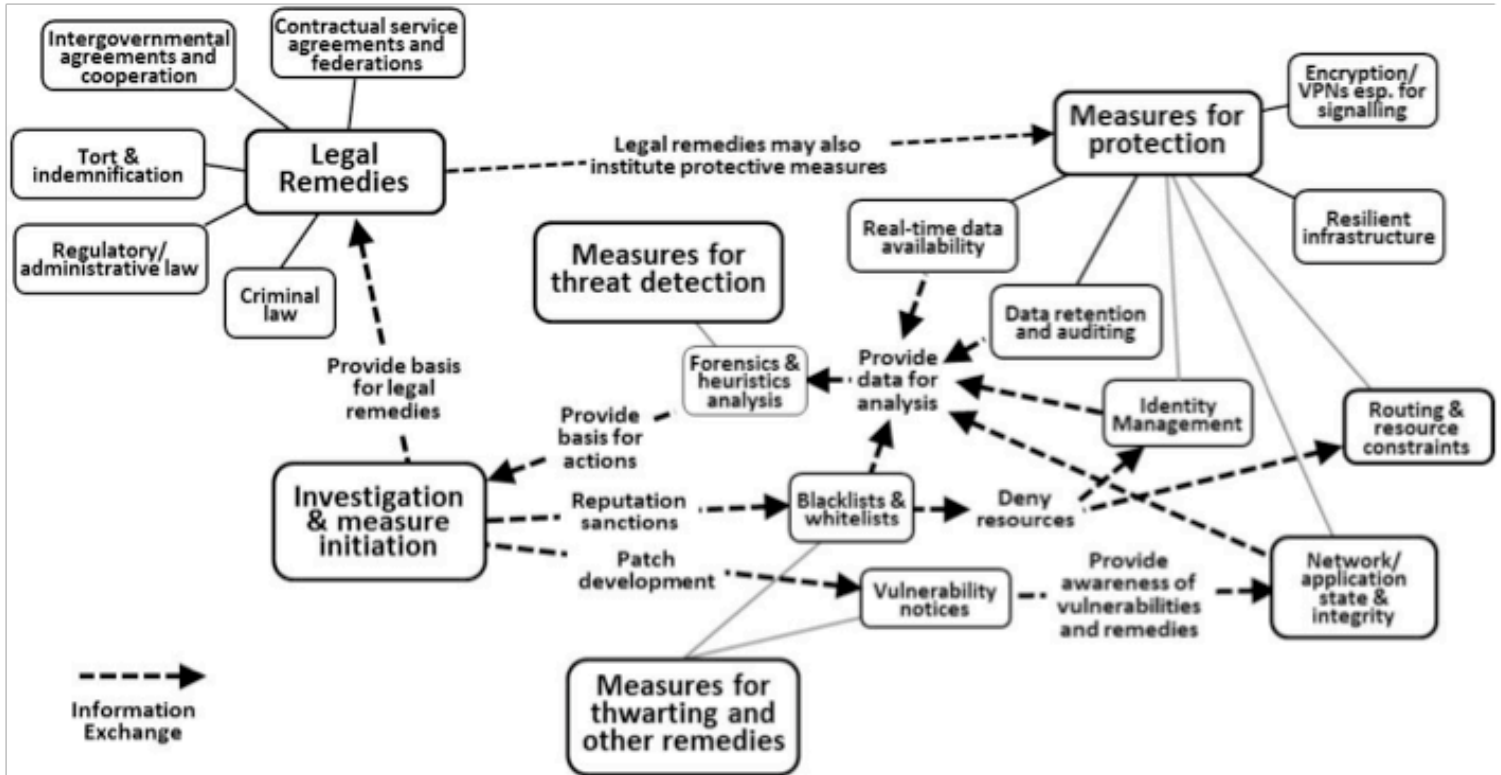 Intergovernmental
agreements and
cooperation
Contractual service
agreements and
federations
Tort &
indemnification
Legal
Remedies
Regulatory/
administrative law
Criminal
law
Legal remedies may also
institute protective measures
Measures for
protection
Encryption/
VPNs esp. for
signalling
Resilient
infrastructure
Real-time data
availability
Data retention
and auditing
Measures for
threat detection
Forensics &
heuristics
analysis
Provide
data for
analysis
Identity
Management
Routing &
resource
constraints
Provide basis
for legal
remedies
Provide
basis for
actions
Investigation
& measure
initiation
Reputation
sanctions
Blacklists &
whitelists
Deny
resources
Patch
development
Vulnerability
notices
Provide
awareness of
vulnerabilities
and remedies
Network/
application
state &
integrity
Measures for
thwarting and
other remedies
Information
Exchange